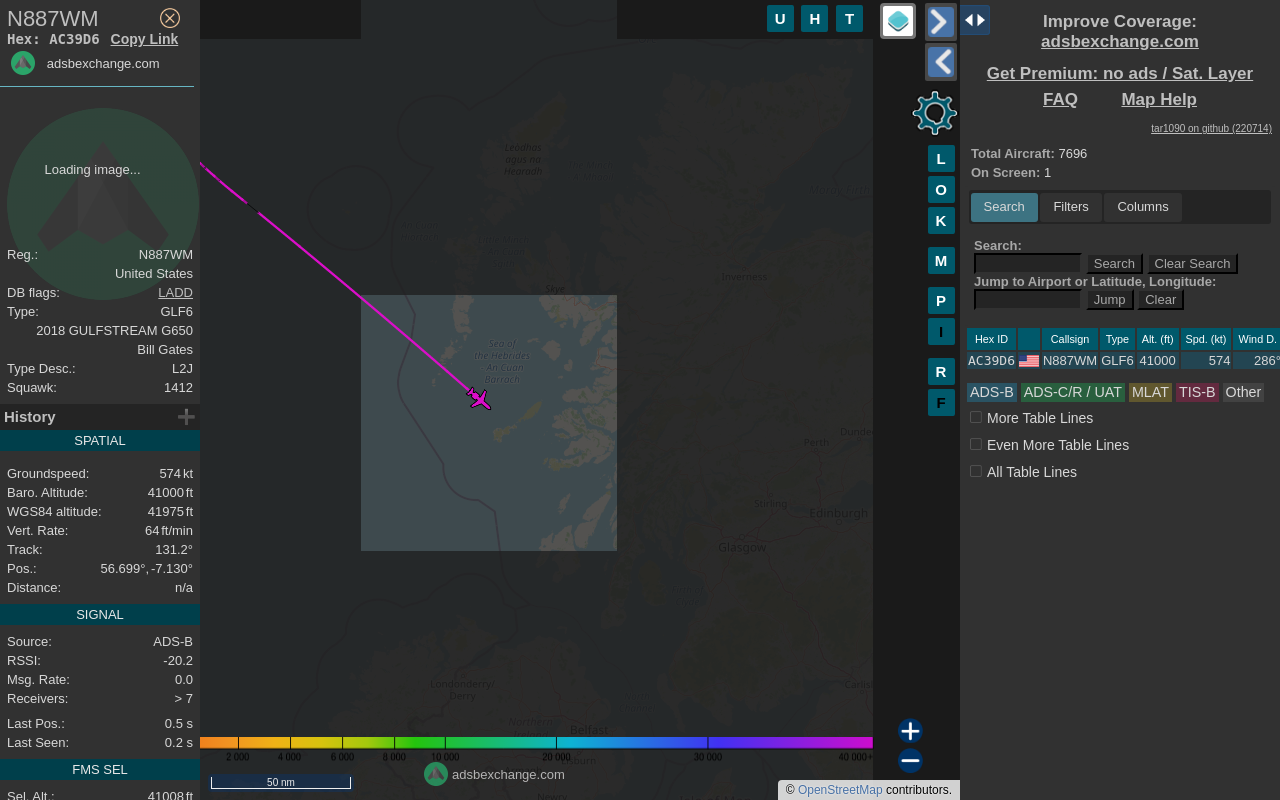 N887WM
Hex: AC39D6 Copy Link
adsbexchange.com
Loading image...
Reg.: N887WM
United States
DB flags: LADD
Type: GLF6
2018 GULFSTREAM G650
Bill Gates
Type Desc.: L2J
Squawk: 1412
History
SPATIAL
Groundspeed: 574 kt
Baro. Altitude: 41000 ft
WGS84 altitude: 41975 ft
Vert. Rate: 64 ft/min
Track: 131.2°
Pos.: 56.699°, -7.130°
Distance: n/a
SIGNAL
Source: ADS-B
RSSI: -20.2
Msg. Rate: 0.0
Receivers: > 7
Last Pos.: 0.5 s
Last Seen: 0.2 s
FMS SEL
Sel. Alt.: 41008 ft
U H T
L
O
K
M
P
I
R
F
Leòdhas
agus na
Hearadh
Inverness
Skye
Sea of
the Hebrides
An Cuan
Barrach
Perth
Stirling
Edinburgh
Glasgow
Londonderry/
Derry
Northern
Belfast
Lisburn
Newry
2 000 4 000 6 000 8 000 10 000 20 000 30 000 40 000+
50 nm
adsbexchange.com
© OpenStreetMap contributors.
Improve Coverage:
adsbexchange.com
Get Premium: no ads / Sat. Layer
FAQ Map Help
tar1090 on github (220714)
Total Aircraft: 7696
On Screen: 1
Search Filters Columns
Search:
Search Clear Search
Jump to Airport or Latitude, Longitude:
Jump Clear
Hex ID Callsign Type Alt. (ft) Spd. (kt) Wind D.
AC39D6 N887WM GLF6 41000 574 286°
ADS-B ADS-C/R / UAT MLAT TIS-B Other
More Table Lines
Even More Table Lines
All Table Lines